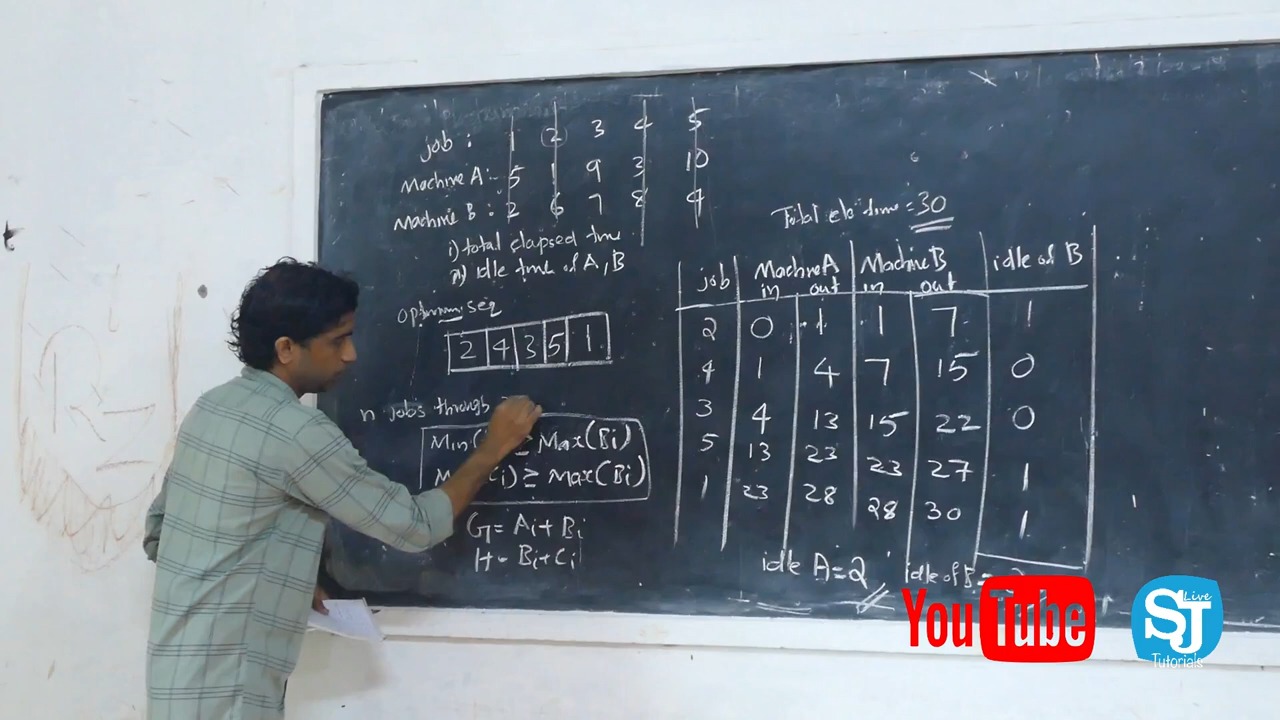 Job : 1 2 3 4 5
Machine A:- 5 1 9 3 10
Machine B : 2 6 7 8 4
i) total elapsed time
ii) idle time of A, B
optimum seq
2 4 3 5 1
n jobs through
Min( ≥ Max(Bi)
i) ≥ Max(Bi)
G = Ai + Bi
H = Bi + Ci
Total ela time = 30
job Machine A Machine B idle of B
in out in out
2 0 1 1 7 1
4 1 4 7 15 0
3 4 13 15 22 0
5 13 23 23 27 1
1 23 28 28 30 1
idle A = 2 idle of B =
YouTube
SJ Live
Tutorials